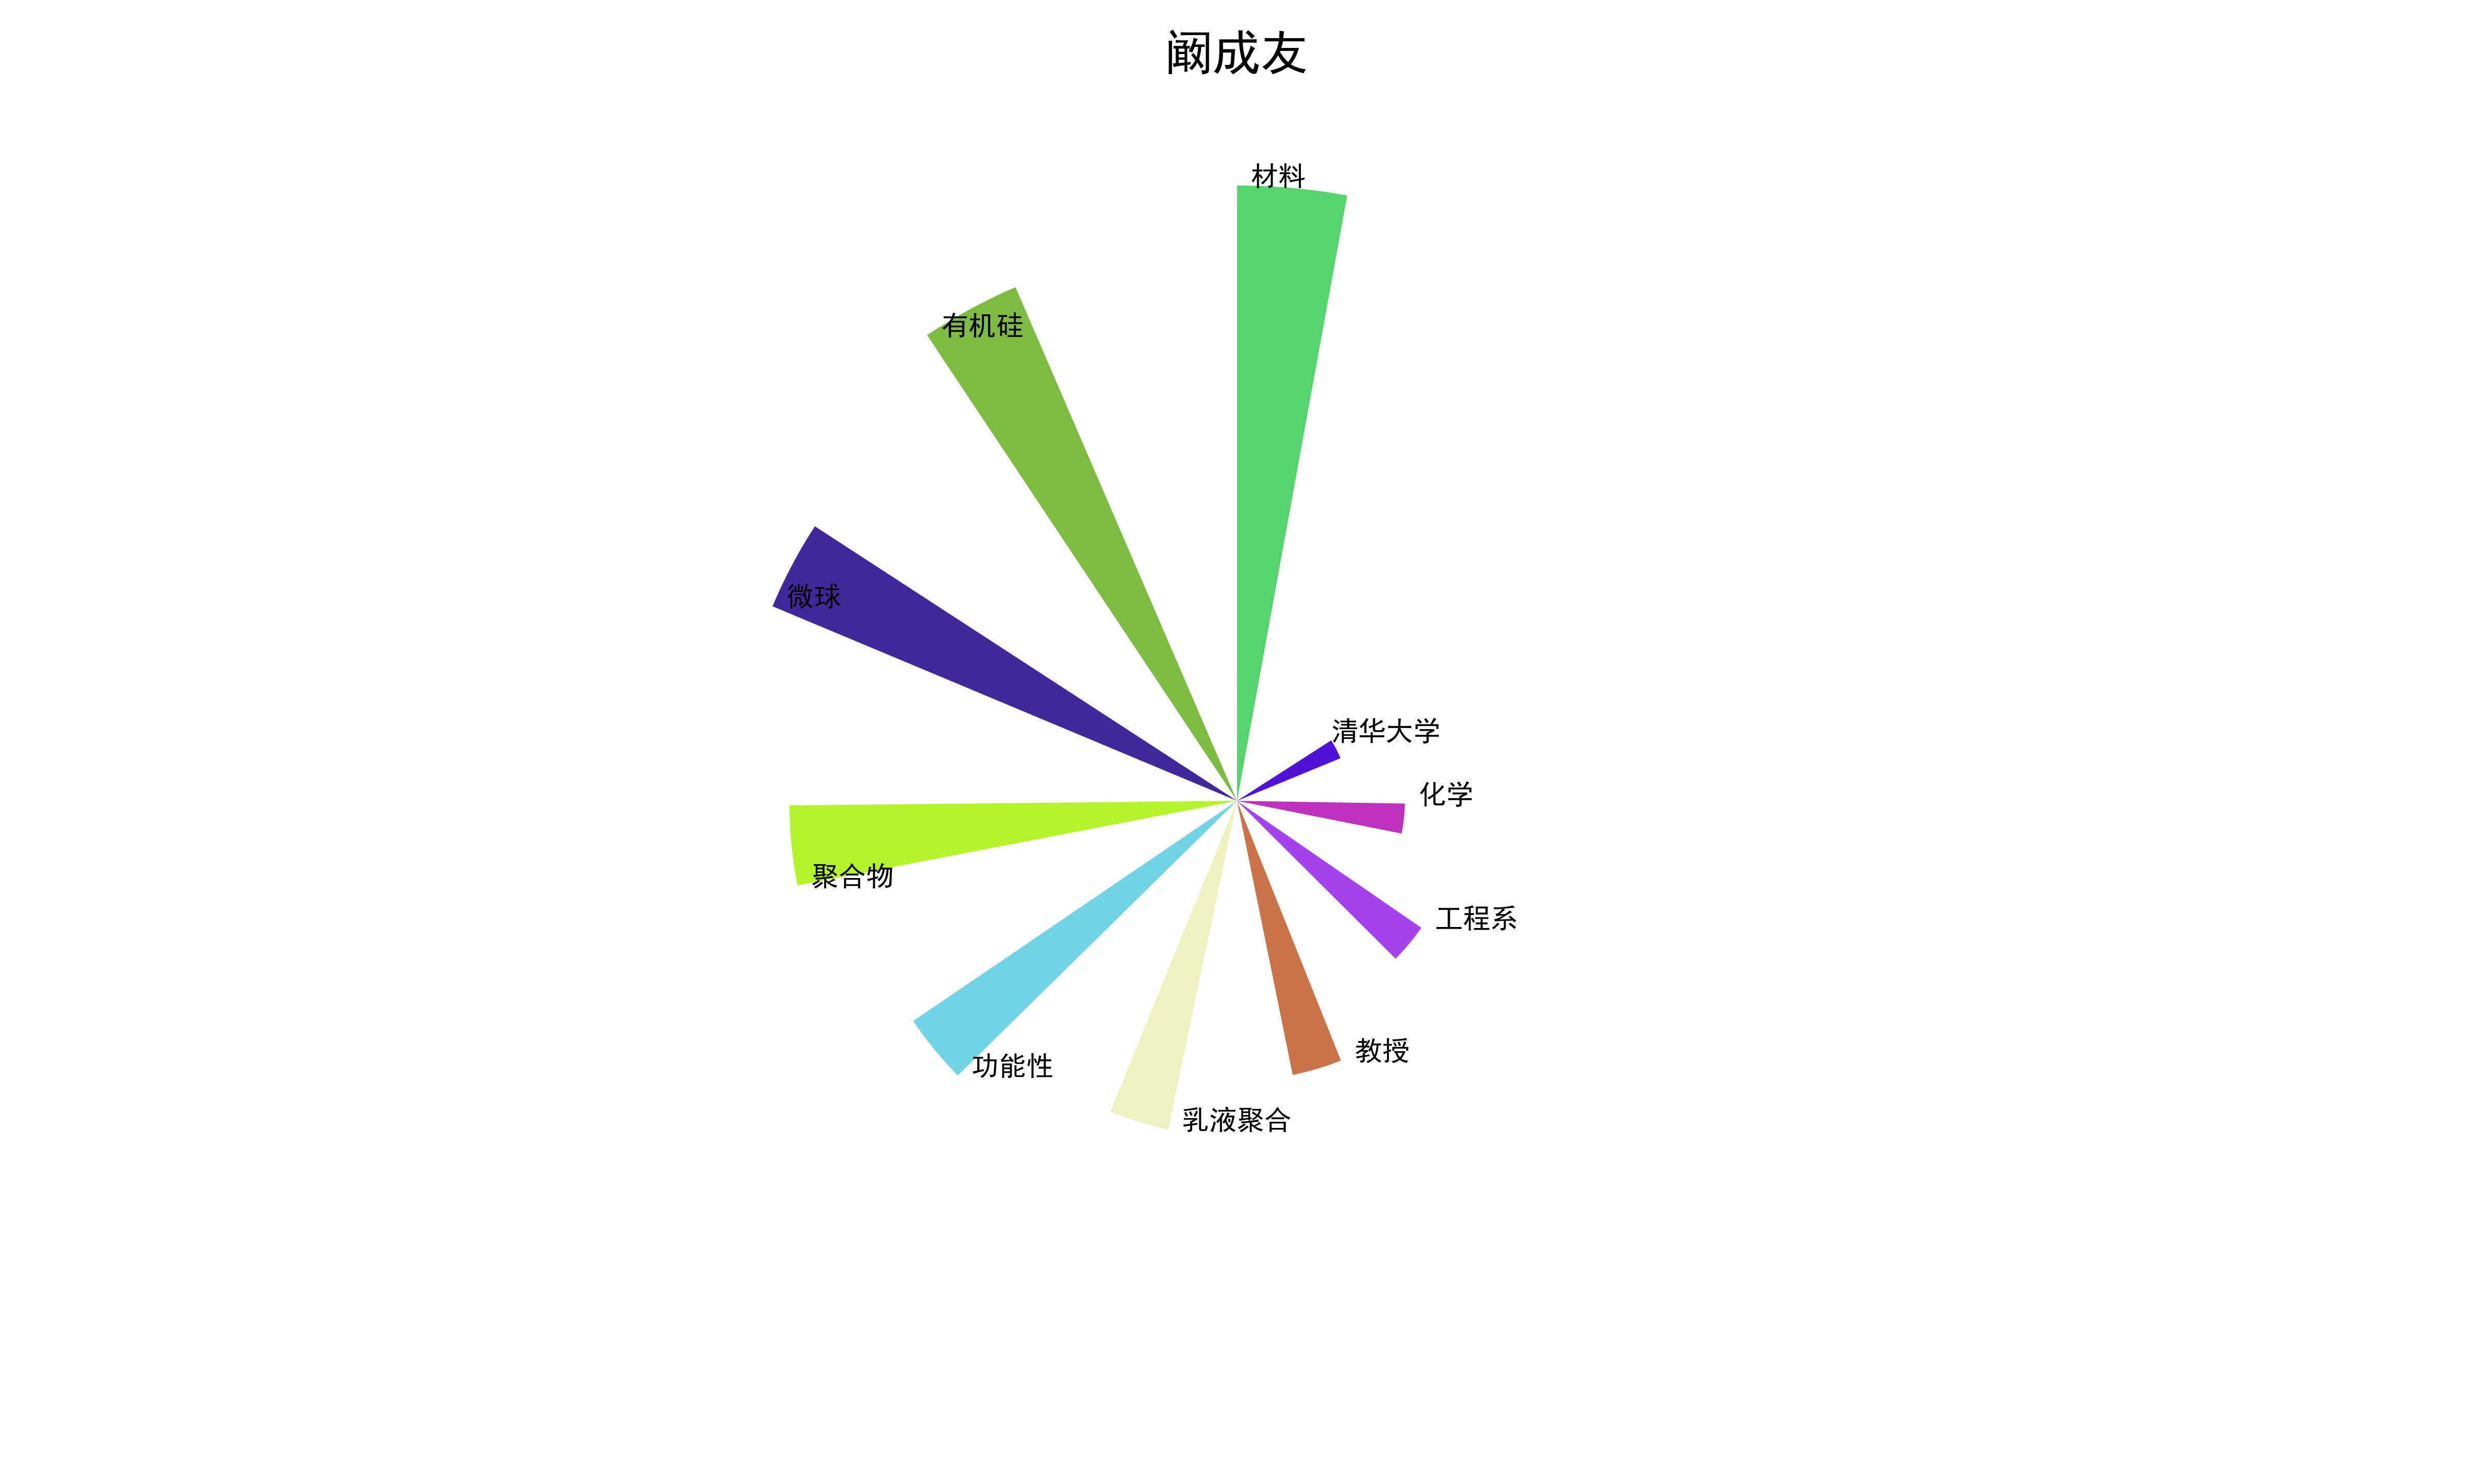 阚成友
材料
有机硅
微球
清华大学
化学
聚合物
工程系
教授
功能性
乳液聚合